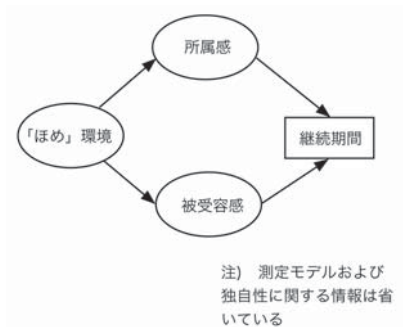 所属感
「ほめ」環境
継続期間
被受容感
注)　測定モデルおよび
独自性に関する情報は省
いている